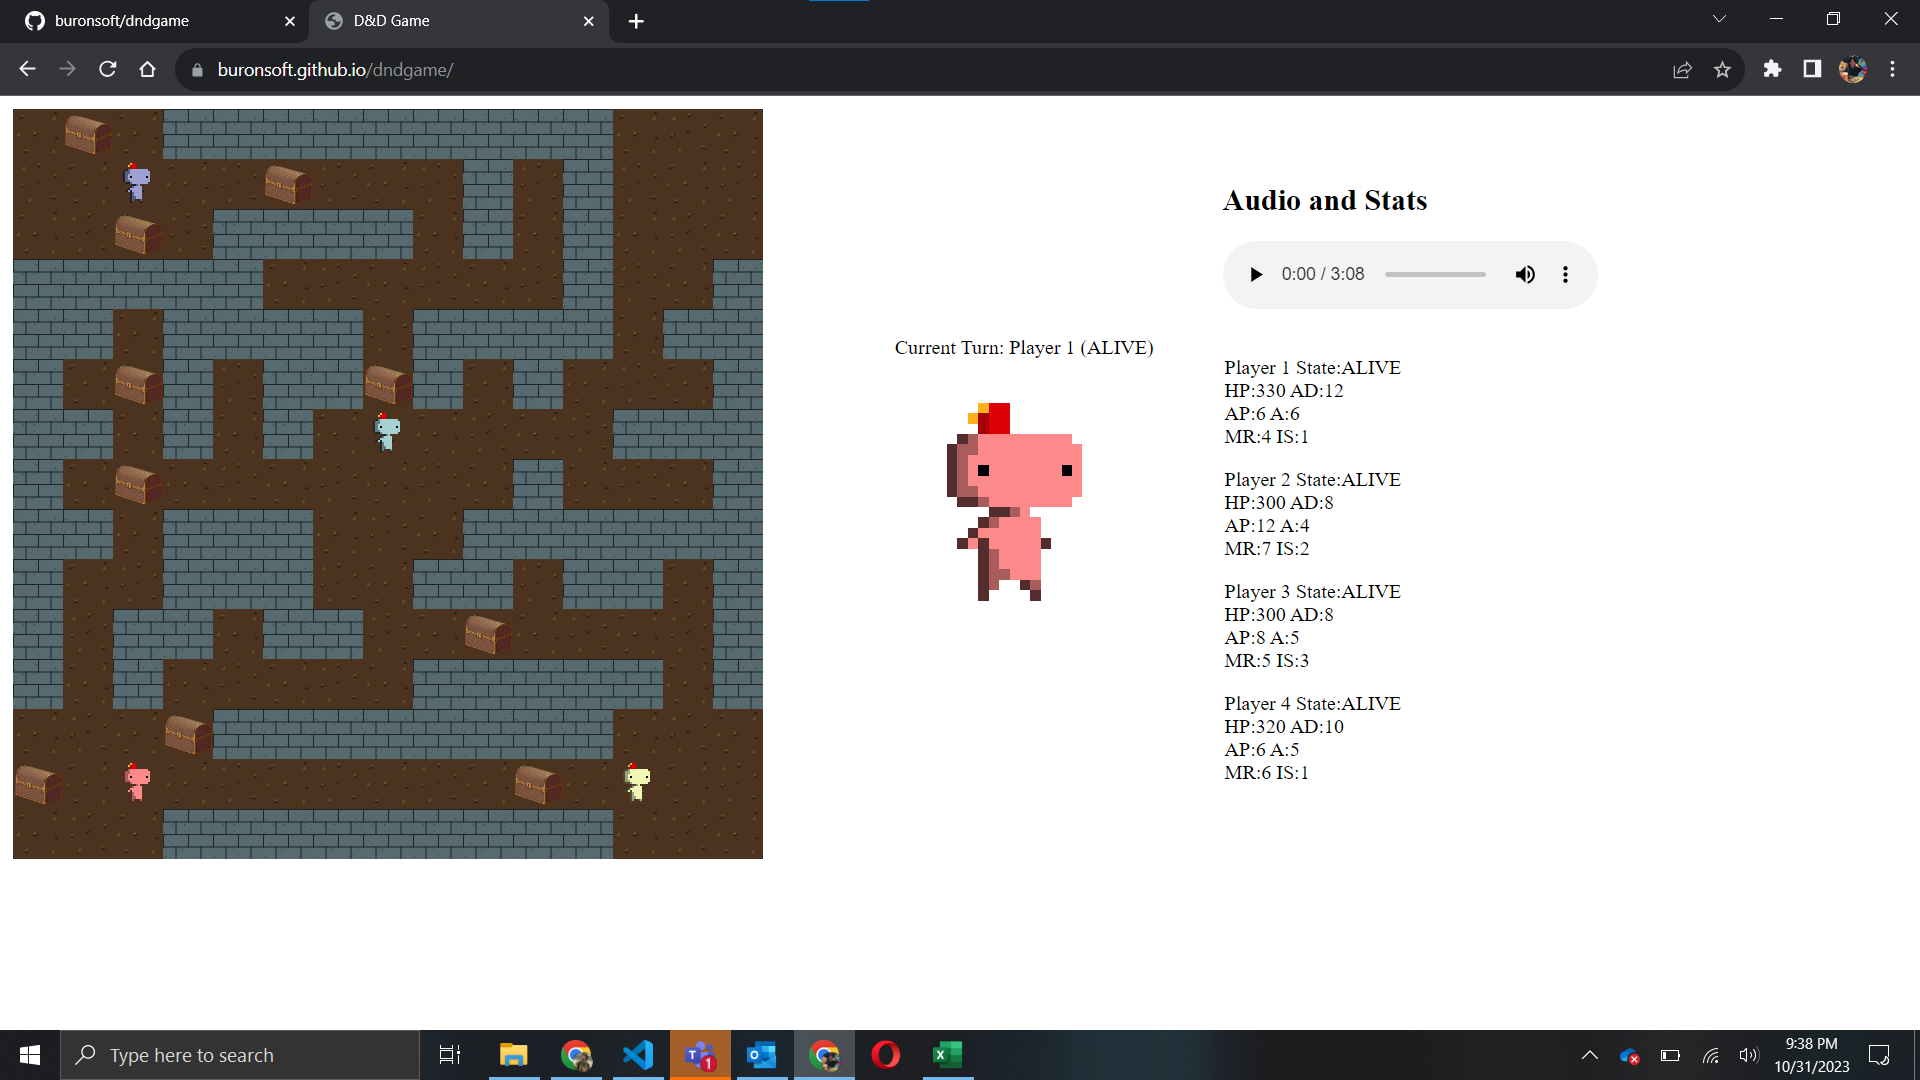 buronsoft/dndgame
D&D Game
buronsoft.github.io/dndgame/
Audio and Stats
0:00 / 3:08
Current Turn: Player 1 (ALIVE)
Player 1 State:ALIVE
HP:330 AD:12
AP:6 A:6
MR:4 IS:1
Player 2 State:ALIVE
HP:300 AD:8
AP:12 A:4
MR:7 IS:2
Player 3 State:ALIVE
HP:300 AD:8
AP:8 A:5
MR:5 IS:3
Player 4 State:ALIVE
HP:320 AD:10
AP:6 A:5
MR:6 IS:1
Type here to search
T
1
9:38 PM
10/31/2023